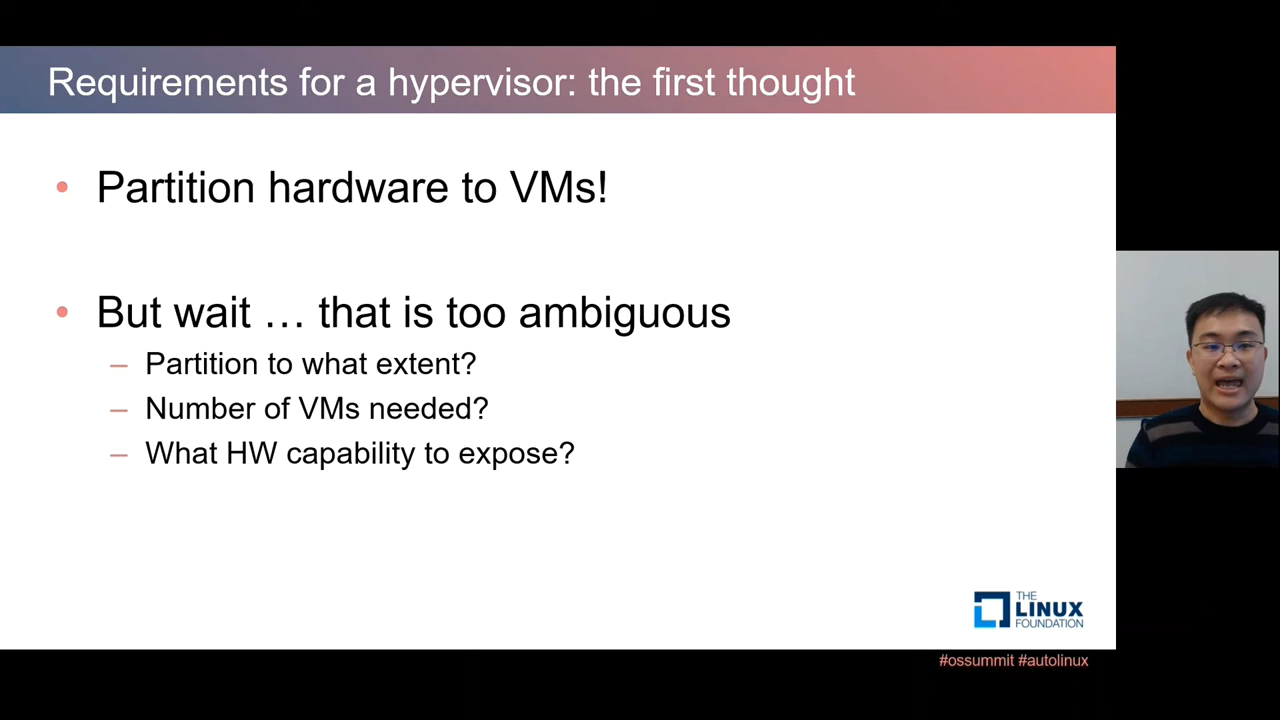 Requirements for a hypervisor: the first thought
• Partition hardware to VMs!
• But wait … that is too ambiguous
– Partition to what extent?
– Number of VMs needed?
– What HW capability to expose?
THE
LINUX
FOUNDATION
#ossummit #autolinux